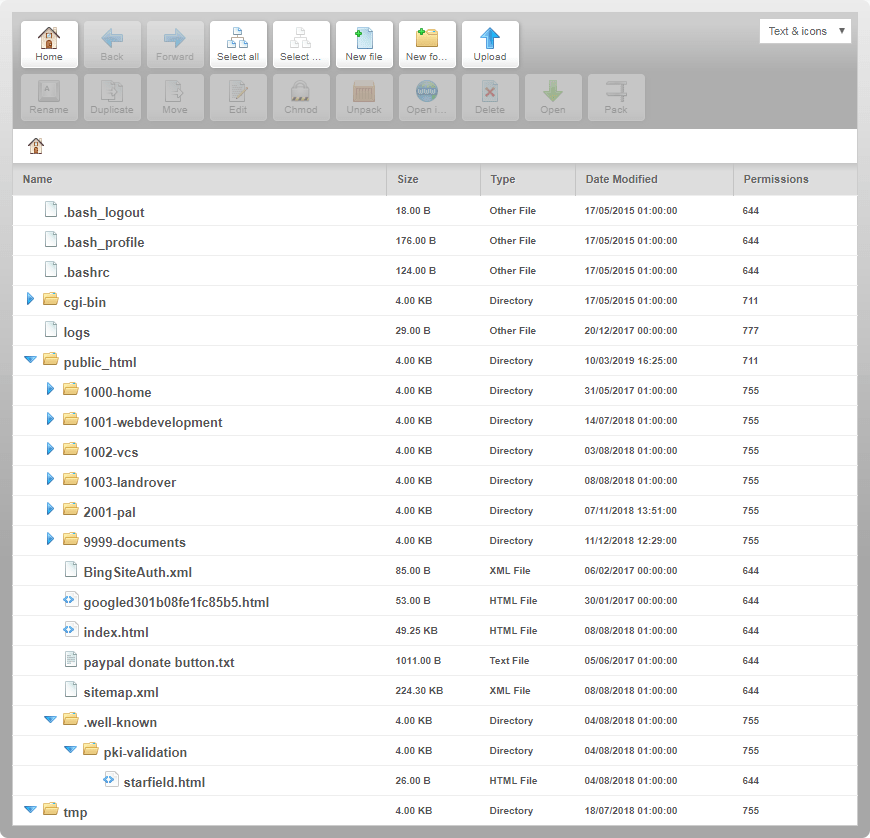 Home Back Forward Select all Select ... New file New fo... Upload Text & icons
Rename Duplicate Move Edit Chmod Unpack Open i... Delete Open Pack
Name Size Type Date Modified Permissions
.bash_logout 18.00 B Other File 17/05/2015 01:00:00 644
.bash_profile 176.00 B Other File 17/05/2015 01:00:00 644
.bashrc 124.00 B Other File 17/05/2015 01:00:00 644
cgi-bin 4.00 KB Directory 17/05/2015 01:00:00 711
logs 29.00 B Other File 20/12/2017 00:00:00 777
public_html 4.00 KB Directory 10/03/2019 16:25:00 711
1000-home 4.00 KB Directory 31/05/2017 01:00:00 755
1001-webdevelopment 4.00 KB Directory 14/07/2018 01:00:00 755
1002-vcs 4.00 KB Directory 03/08/2018 01:00:00 755
1003-landrover 4.00 KB Directory 08/08/2018 01:00:00 755
2001-pal 4.00 KB Directory 07/11/2018 13:51:00 755
9999-documents 4.00 KB Directory 11/12/2018 12:29:00 755
BingSiteAuth.xml 85.00 B XML File 06/02/2017 00:00:00 644
googled301b08fe1fc85b5.html 53.00 B HTML File 30/01/2017 00:00:00 644
index.html 49.25 KB HTML File 08/08/2018 01:00:00 644
paypal donate button.txt 1011.00 B Text File 05/06/2017 01:00:00 644
sitemap.xml 224.30 KB XML File 08/08/2018 01:00:00 644
.well-known 4.00 KB Directory 04/08/2018 01:00:00 755
pki-validation 4.00 KB Directory 04/08/2018 01:00:00 755
starfield.html 26.00 B HTML File 04/08/2018 01:00:00 644
tmp 4.00 KB Directory 18/07/2018 01:00:00 755